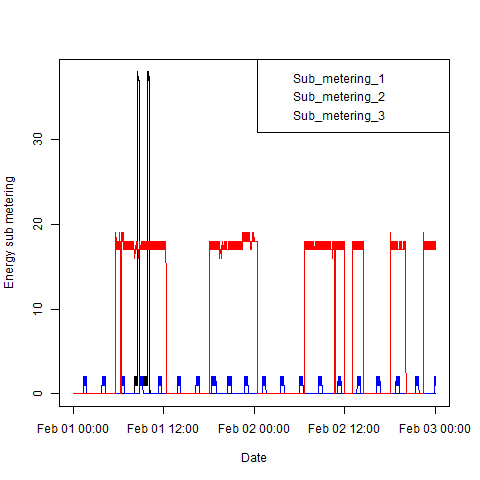 Sub_metering_1
Sub_metering_2
Sub_metering_3
Energy sub metering
30
20
10
0
Feb 01 00:00 Feb 01 12:00 Feb 02 00:00 Feb 02 12:00 Feb 03 00:00
Date